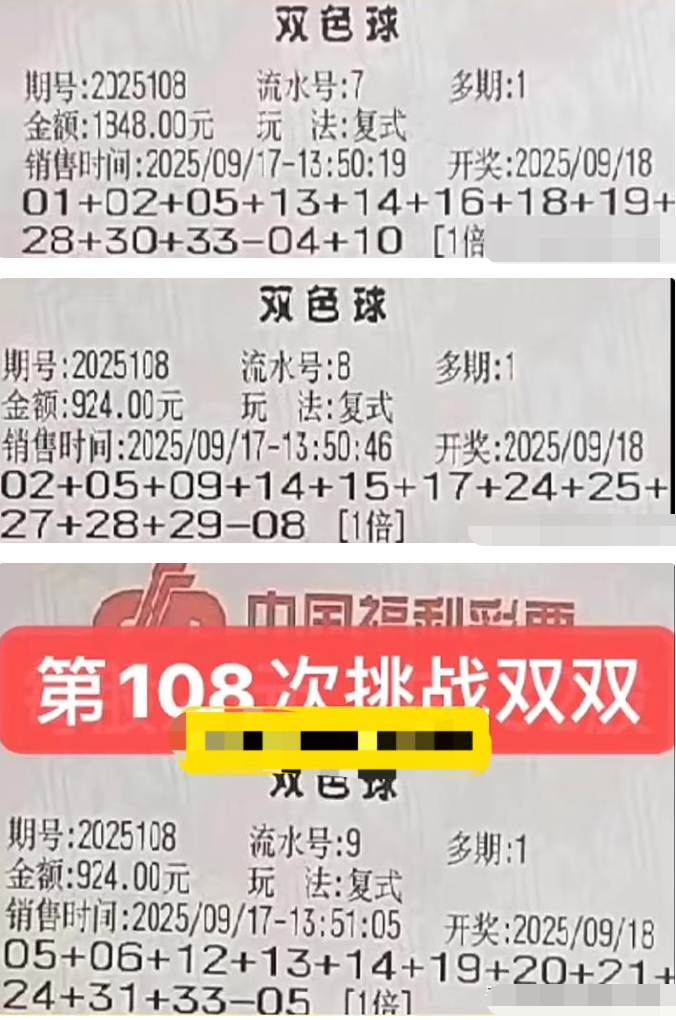 双色球
期号:2025108 流水号:7 多期:1
金额:1848.00元 玩 法:复式
销售时间:2025/09/17-13:50:19 开奖:2025/09/18
01+02+05+13+14+16+18+19+
28+30+33-04+10 [1倍
双色球
期号:2025108 流水号:8 多期:1
金额:924.00元 玩 法:复式
销售时间:2025/09/17-13:50:46 开奖:2025/09/18
02+05+09+14+15+17+24+25+
27+28+29-08 [1倍]
中国福利彩票
第108次挑战双双
双色球
期号:2025108 流水号:9 多期:1
金额:924.00元 玩 法:复式
销售时间:2025/09/17-13:51:05 开奖:2025/09/18
05+06+12+13+14+19+20+21+
24+31+33-05 [1倍]